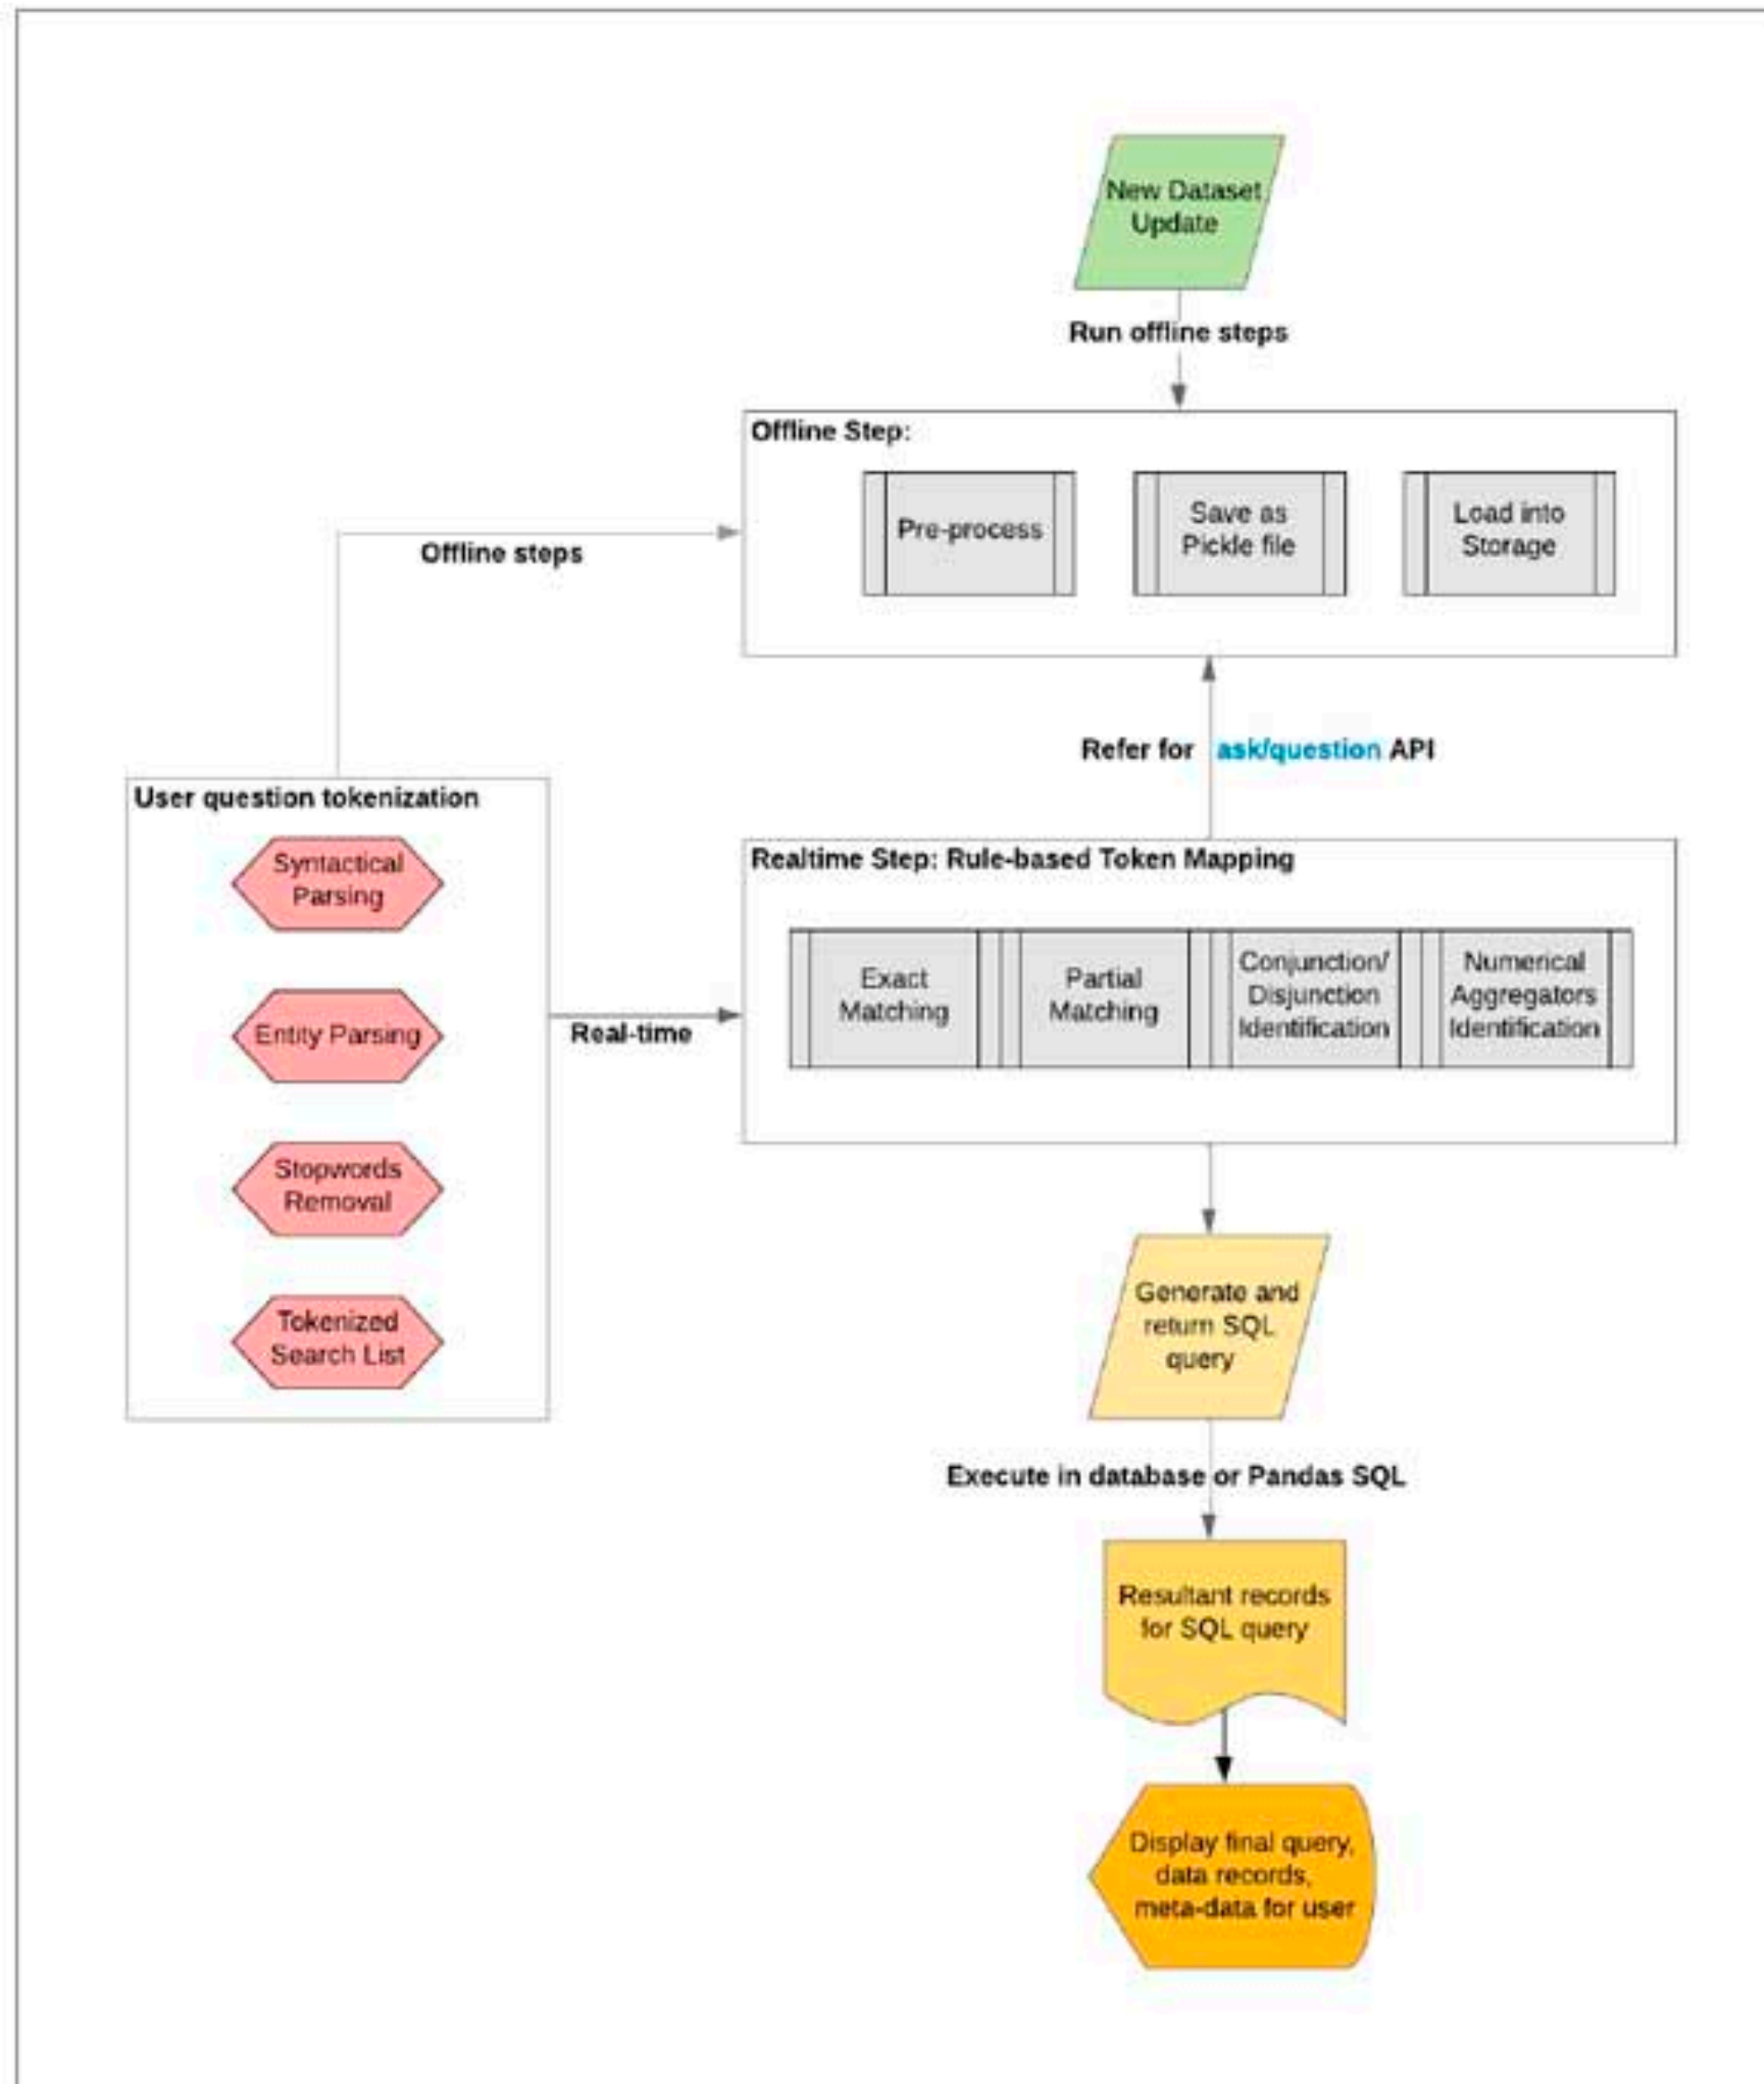 New Dataset
Update
Run offline steps
Offline Step:
Pre-process
Save as
Pickle file
Load into
Storage
Offline steps
Refer for ask/question API
User question tokenization
Syntactical
Parsing
Entity Parsing
Stopwords
Removal
Tokenized
Search List
Real-time
Realtime Step: Rule-based Token Mapping
Exact
Matching
Partial
Matching
Conjunction/
Disjunction
Identification
Numerical
Aggregators
Identification
Generate and
return SQL
query
Execute in database or Pandas SQL
Resultant records
for SQL query
Display final query,
data records,
meta-data for user